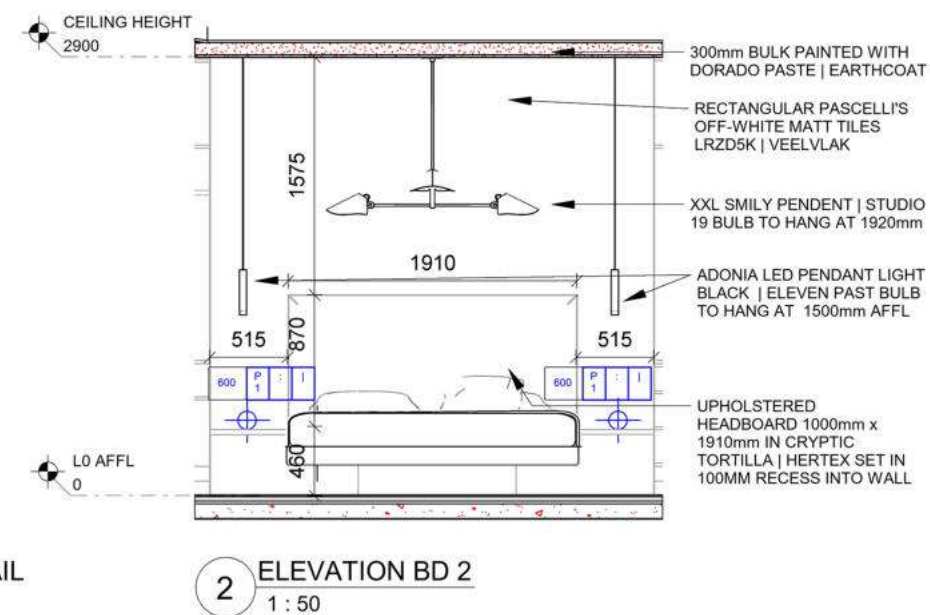 CEILING HEIGHT
2900
300mm BULK PAINTED WITH
DORADO PASTE | EARTHCOAT
RECTANGULAR PASCELLI'S
OFF-WHITE MATT TILES
LRZD5K | VEELVLAK
1575
XXL SMILY PENDENT | STUDIO
19 BULB TO HANG AT 1920mm
1910
ADONIA LED PENDANT LIGHT
BLACK | ELEVEN PAST BULB
TO HANG AT 1500mm AFFL
515
870
515
600 P 1 : |
600 P 1 : |
UPHOLSTERED
HEADBOARD 1000mm x
1910mm IN CRYPTIC
TORTILLA | HERTEX SET IN
100MM RECESS INTO WALL
460
L0 AFFL
0
AIL
2
ELEVATION BD 2
1 : 50